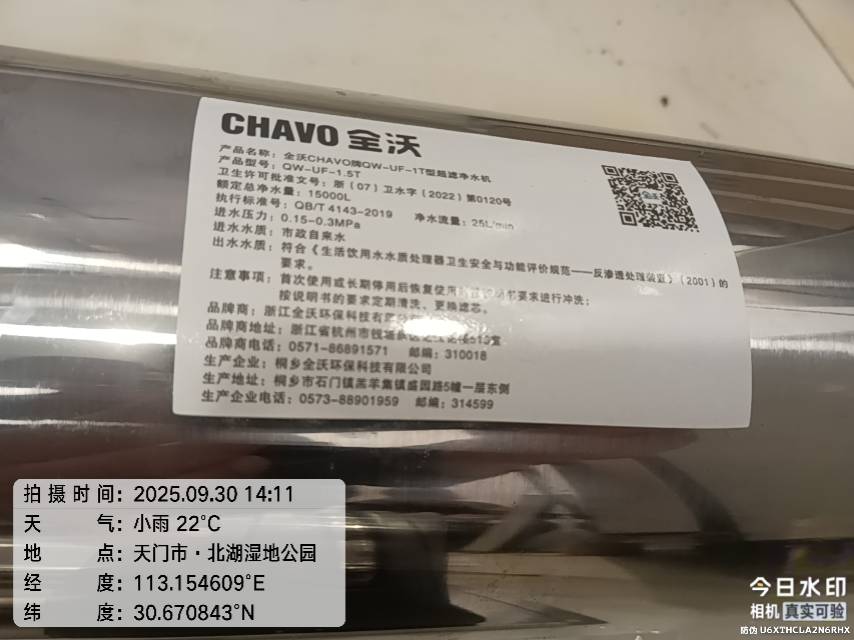 CHAVO 全沃
产品名称：全沃CHAVO牌QW-UF-1T型超滤净水机
产品型号：QW-UF-1.5T
卫生许可批准文号：浙（07）卫水字（2022）第0120号
额定总净水量：15000L
执行标准号：QB/T 4143-2019 净水流量：25L/min
进水压力：0.15-0.3MPa
进水水质：市政自来水
出水水质：符合《生活饮用水水质处理器卫生安全与功能评价规范——反渗透处理装置》（2001）的
要求。
注意事项：首次使用或长期停用后恢复使用 书要求进行冲洗；
按说明书的要求定期清洗、更换滤芯。
品牌商：浙江全沃环保科技有
品牌商地址：浙江省杭州市钱
品牌商电话：0571-86891571 邮编：310018
生产企业：桐乡全沃环保科技有限公司
生产地址：桐乡市石门镇羔羊集镇盛园路5幢一层东侧
生产企业电话：0573-88901959 邮编：314599
全沃
拍摄时间：2025.09.30 14:11
天气：小雨 22°C
地点：天门市·北湖湿地公园
经度：113.154609°E
纬度：30.670843°N
今日水印
相机 真实可验
防伪 U6XTHCLA2N6RHX